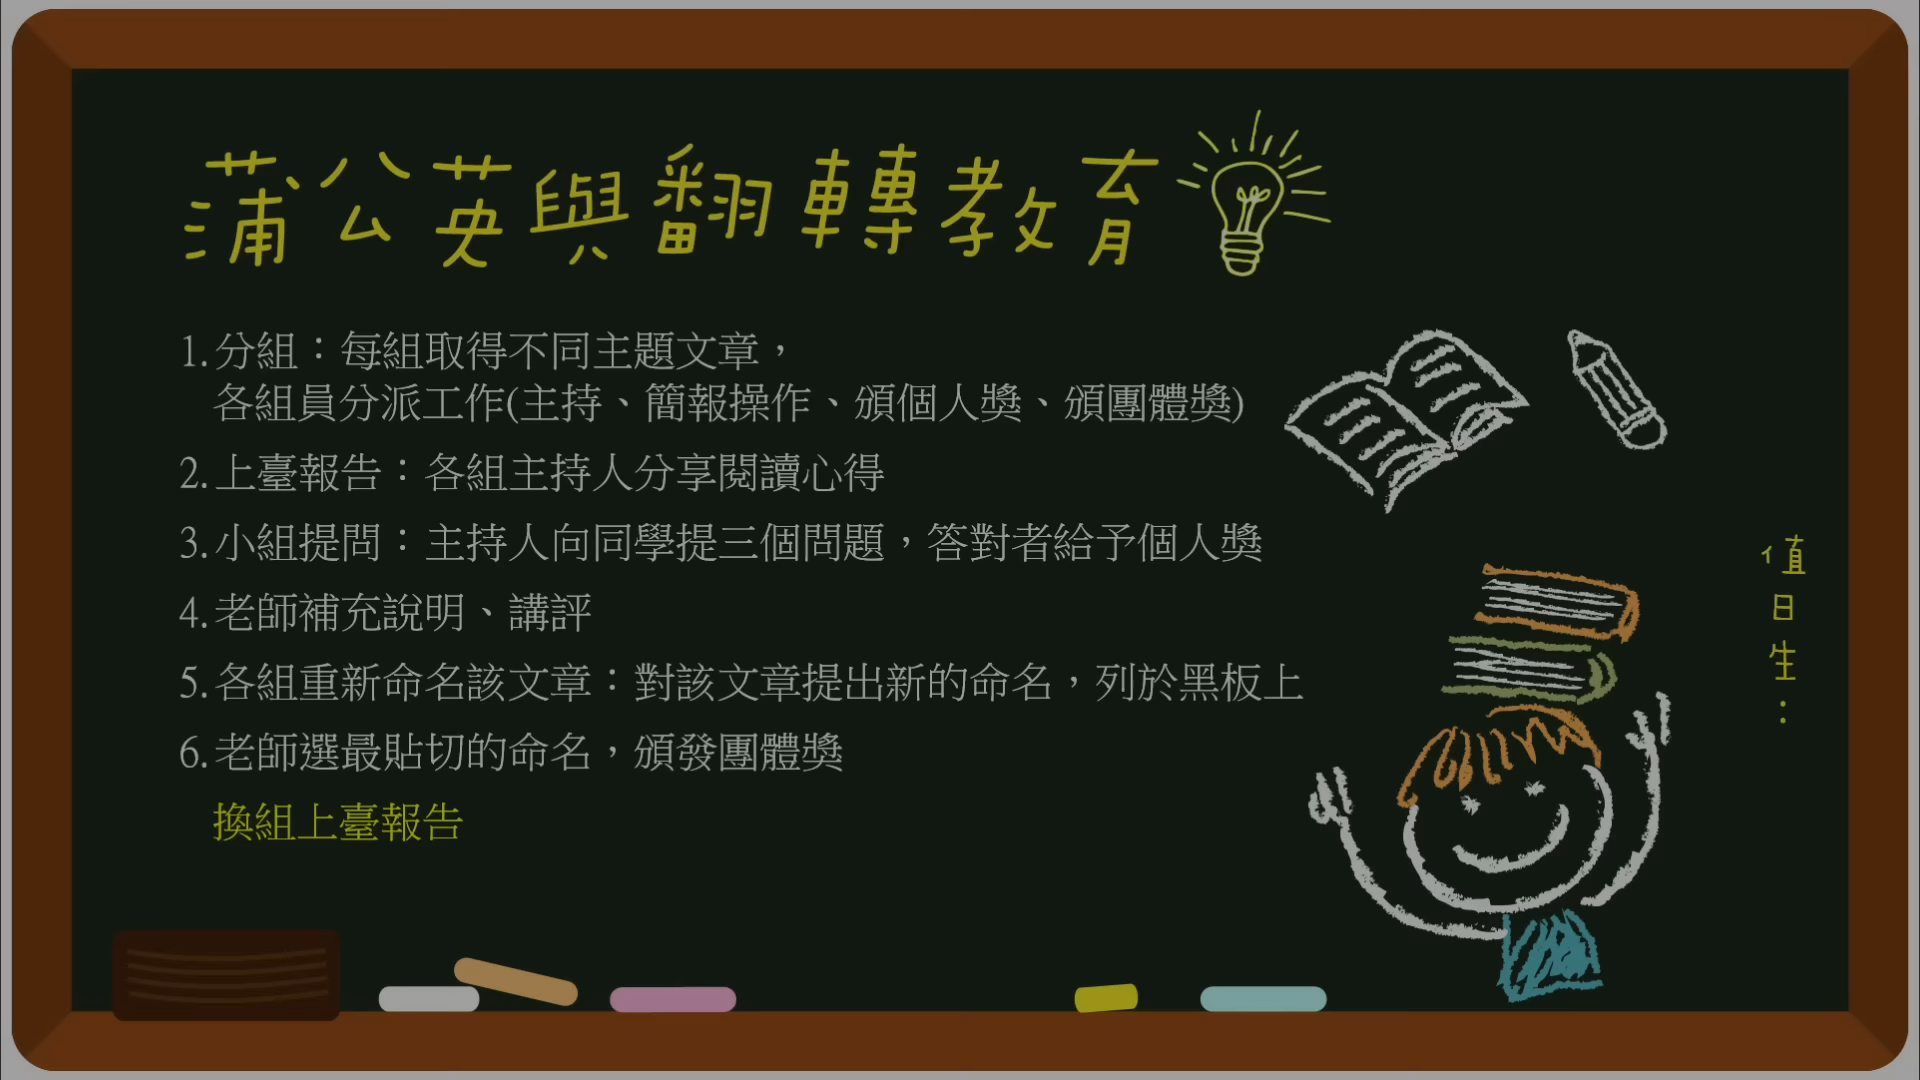 蒲公英與翻轉教育
1. 分組：每組取得不同主題文章，
各組員分派工作(主持、簡報操作、頒個人獎、頒團體獎)
2. 上臺報告：各組主持人分享閱讀心得
3. 小組提問：主持人向同學提三個問題，答對者給予個人獎
4. 老師補充說明、講評
5. 各組重新命名該文章：對該文章提出新的命名，列於黑板上
6. 老師選最貼切的命名，頒發團體獎
換組上臺報告
值日生：